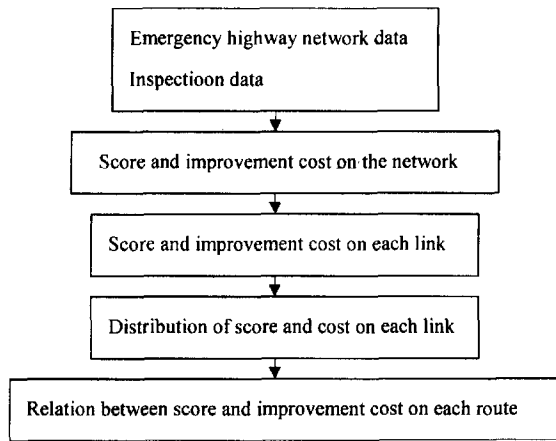 Emergency highway network data
Inspectioon data
Score and improvement cost on the network
Score and improvement cost on each link
Distribution of score and cost on each link
Relation between score and improvement cost on each route